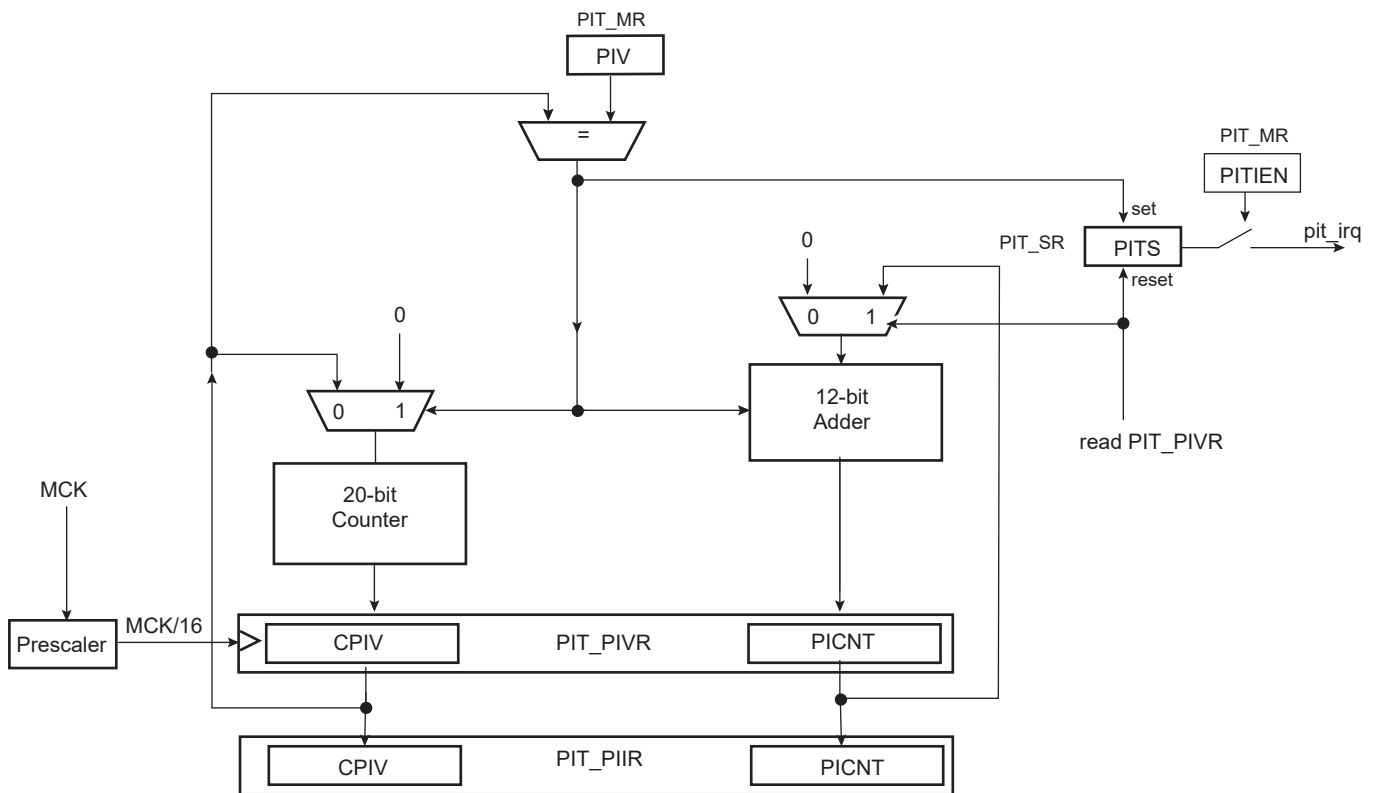 PIT_MR
PIV
=
PIT_MR
PITIEN
set
0
PIT_SR
PITS
pit_irq
reset
0
0 1
0 1
12-bit
Adder
read PIT_PIVR
MCK
20-bit
Counter
MCK/16
Prescaler
CPIV
PIT_PIVR
PICNT
CPIV
PIT_PIIR
PICNT